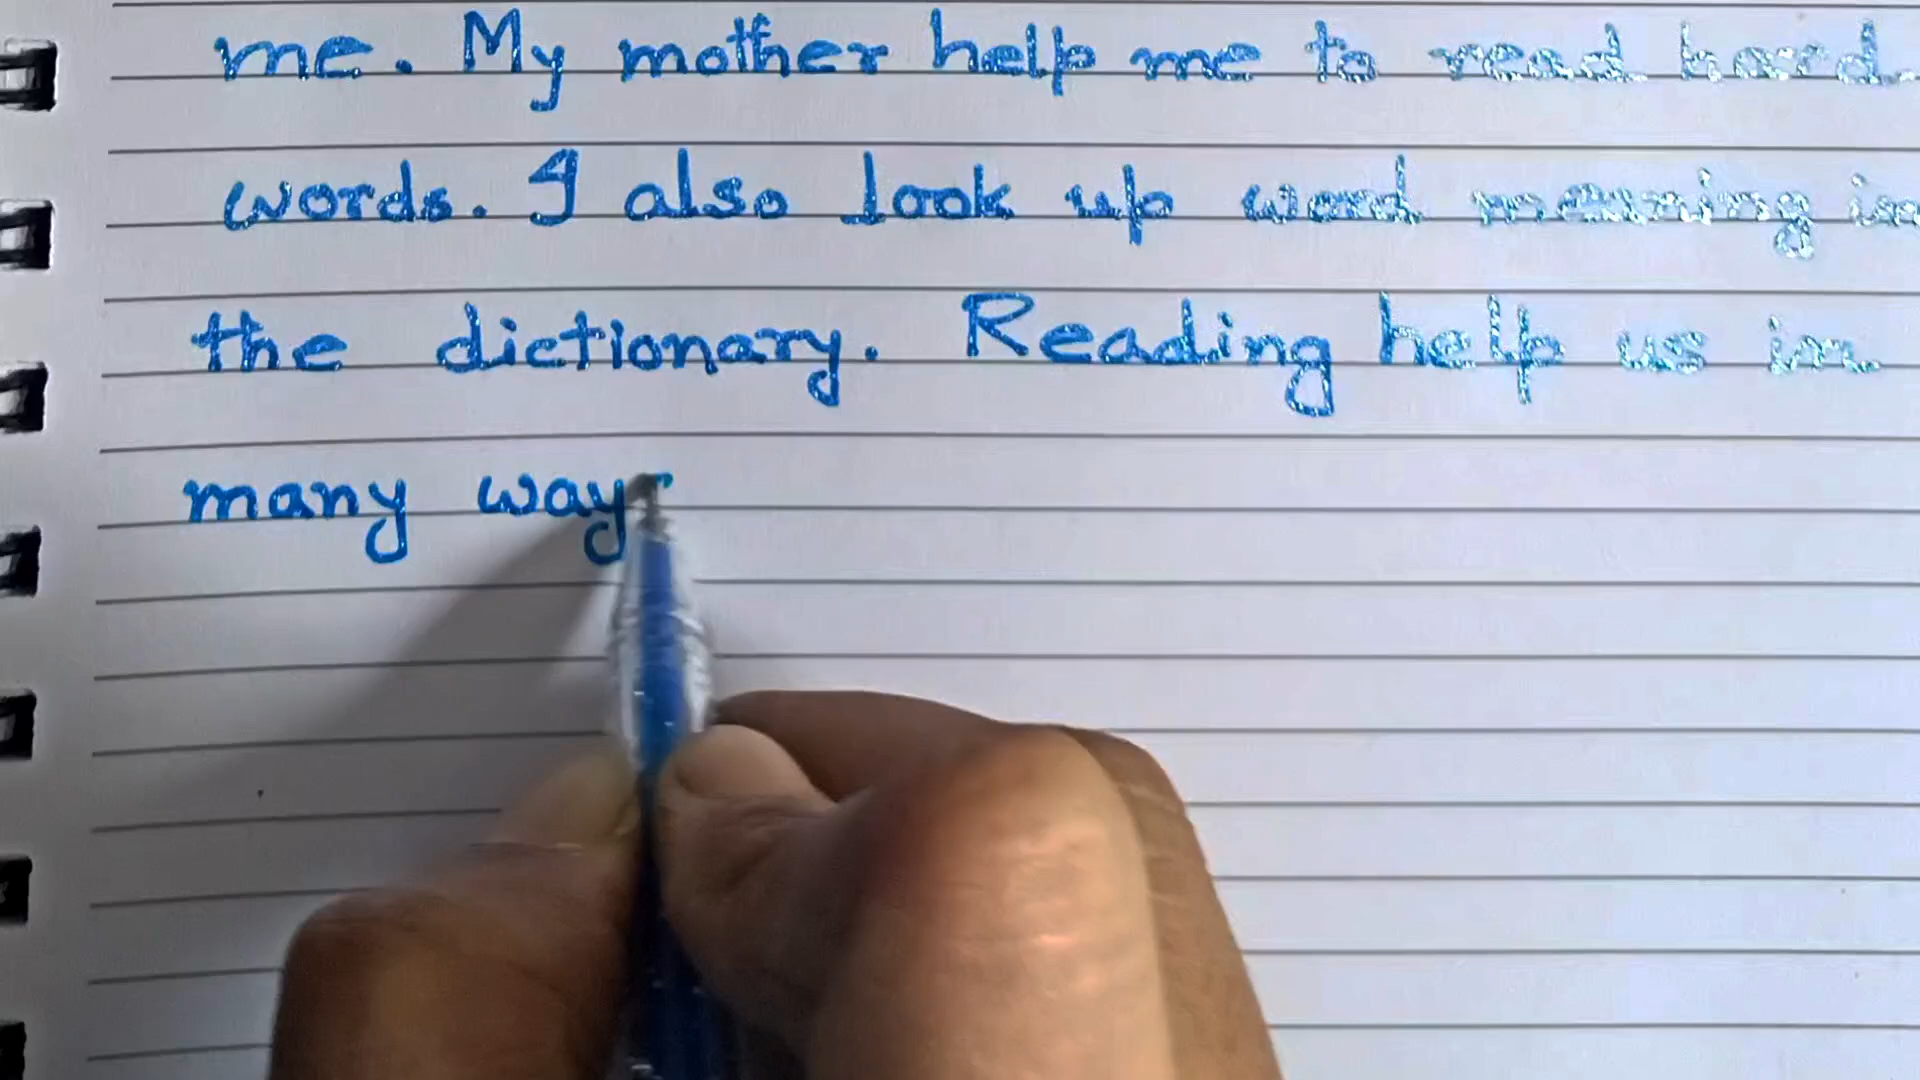 me. My mother help me to read hard
words. I also look up word meaning in
the dictionary. Reading help us in
many ways